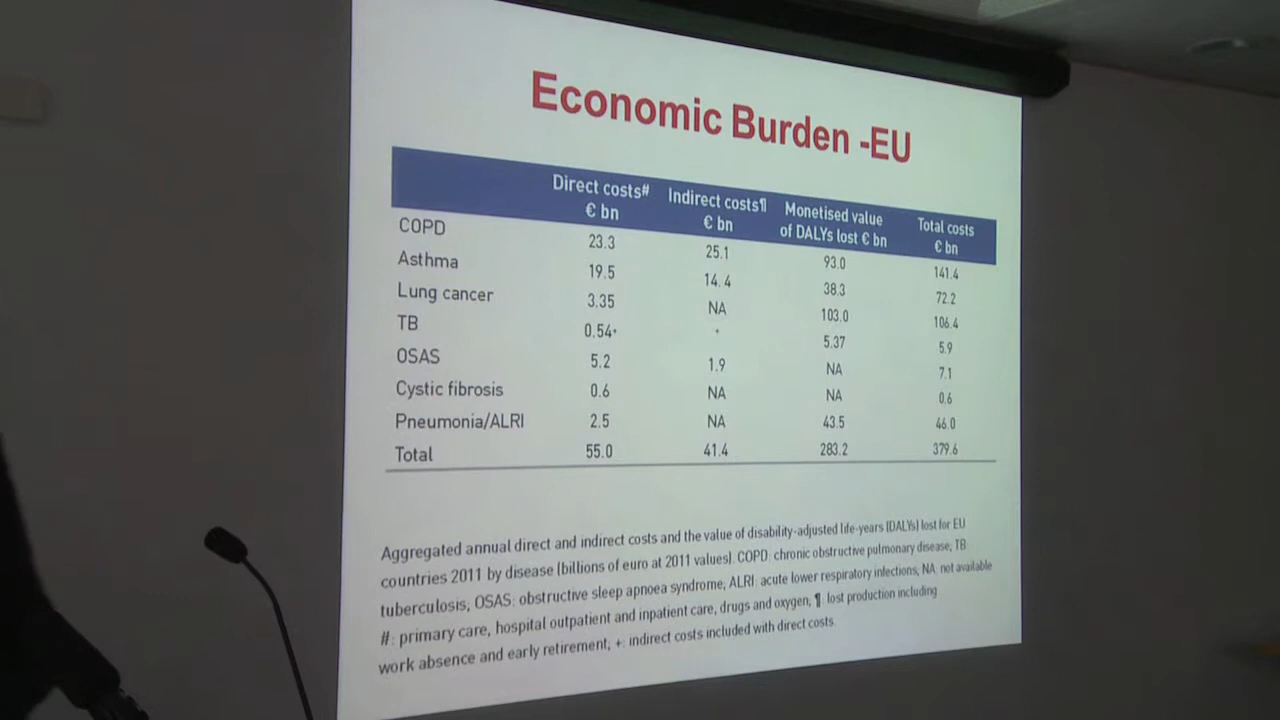 Economic Burden -EU
Direct costs# € bn Indirect costs¶ € bn Monetised value of DALYs lost € bn Total costs € bn
COPD 23.3 25.1 93.0 141.4
Asthma 19.5 14.4 38.3 72.2
Lung cancer 3.35 NA 103.0 106.4
TB 0.54+ + 5.37 5.9
OSAS 5.2 1.9 NA 7.1
Cystic fibrosis 0.6 NA NA 0.6
Pneumonia/ALRI 2.5 NA 43.5 46.0
Total 55.0 41.4 283.2 379.6
Aggregated annual direct and indirect costs and the value of disability-adjusted life-years (DALYs) lost for EU
countries 2011 by disease (billions of euro at 2011 values). COPD: chronic obstructive pulmonary disease; TB:
tuberculosis; OSAS: obstructive sleep apnoea syndrome; ALRI: acute lower respiratory infections; NA: not available
#: primary care, hospital outpatient and inpatient care, drugs and oxygen; ¶: lost production including
work absence and early retirement; +: indirect costs included with direct costs.